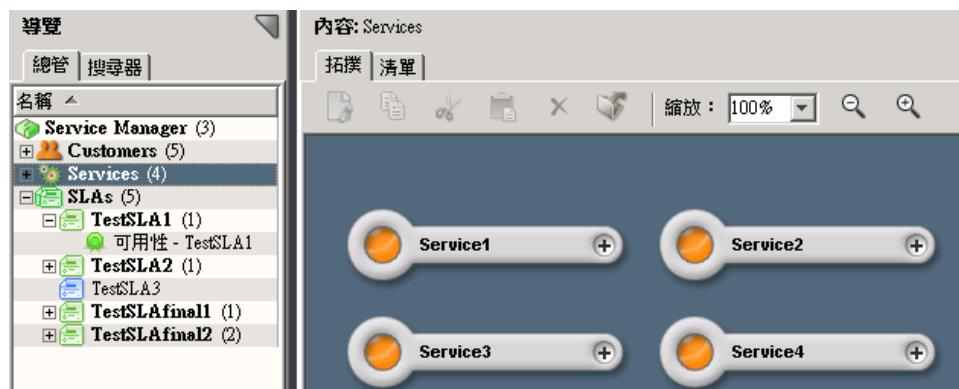 導覽
總管
搜尋器
名稱
Service Manager (3)
Customers (5)
Services (4)
SLAs (5)
TestSLA1 (1)
可用性 - TestSLA1
TestSLA2 (1)
TestSLA3
TestSLAfinal1 (1)
TestSLAfinal2 (2)
內容: Services
拓撲
清單
縮放：
100%
Service1
Service2
Service3
Service4